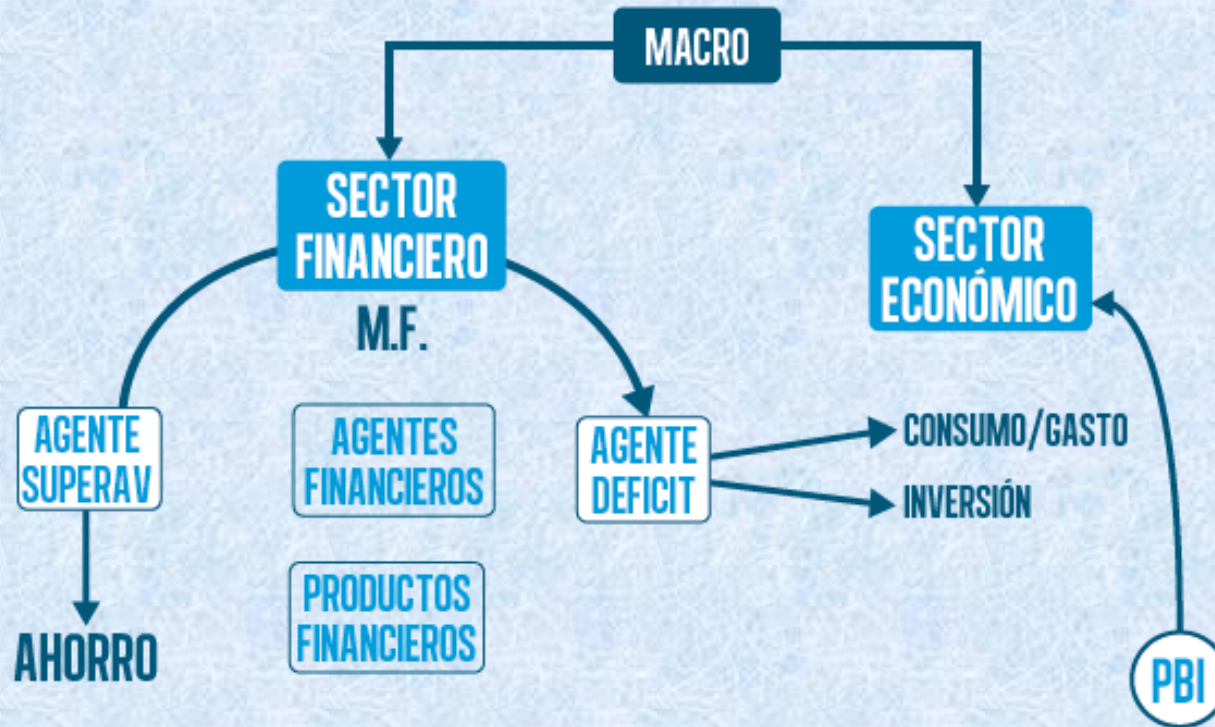 MACRO
SECTOR
FINANCIERO
M.F.
SECTOR
ECONÓMICO
AGENTE
SUPERAV
AGENTES
FINANCIEROS
AGENTE
DEFICIT
CONSUMO/GASTO
INVERSIÓN
PRODUCTOS
FINANCIEROS
AHORRO
PBI